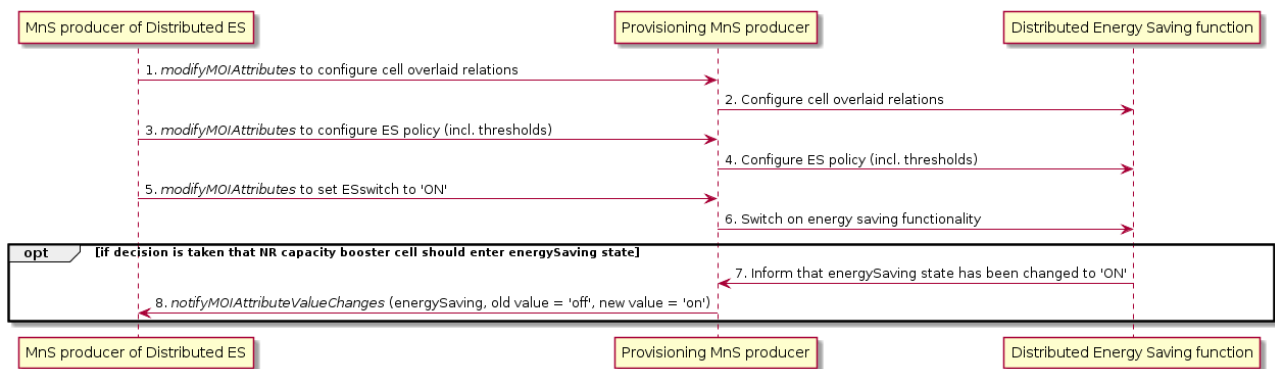 MnS producer of Distributed ES
Provisioning MnS producer
Distributed Energy Saving function
1. modifyMOIAttributes to configure cell overlaid relations
2. Configure cell overlaid relations
3. modifyMOIAttributes to configure ES policy (incl. thresholds)
4. Configure ES policy (incl. thresholds)
5. modifyMOIAttributes to set ESswitch to 'ON'
6. Switch on energy saving functionality
opt [if decision is taken that NR capacity booster cell should enter energySaving state]
7. Inform that energySaving state has been changed to 'ON'
8. notifyMOIAttributeValueChanges (energySaving, old value = 'off', new value = 'on')
MnS producer of Distributed ES
Provisioning MnS producer
Distributed Energy Saving function